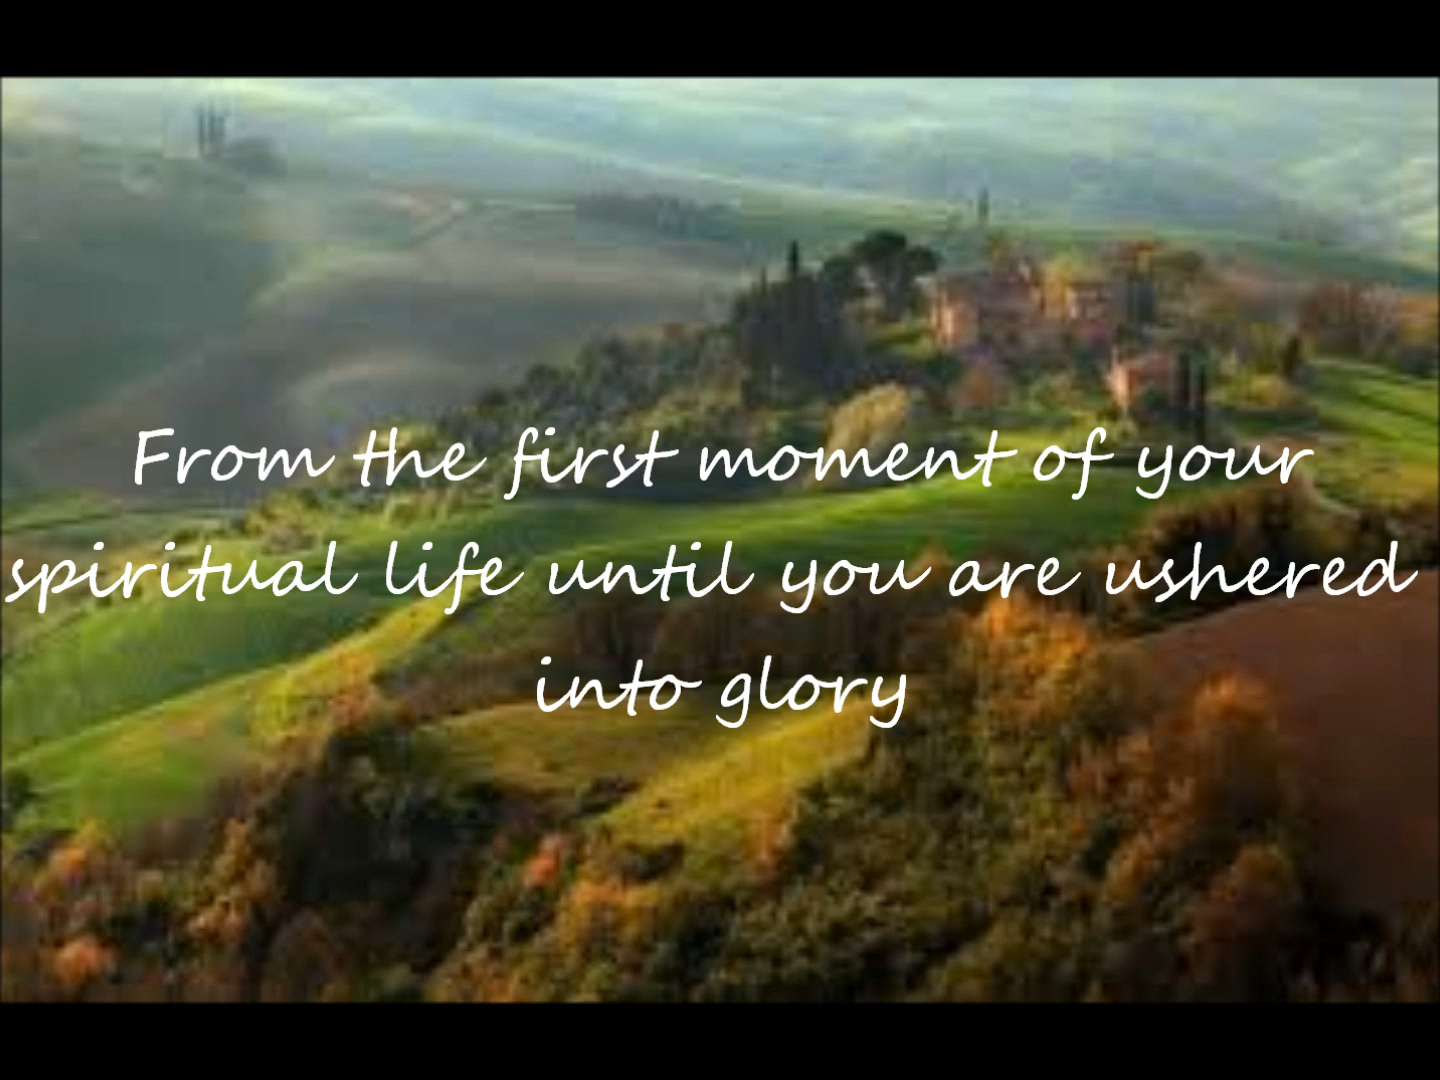 From the first moment of your
spiritual life until you are ushered
into glory